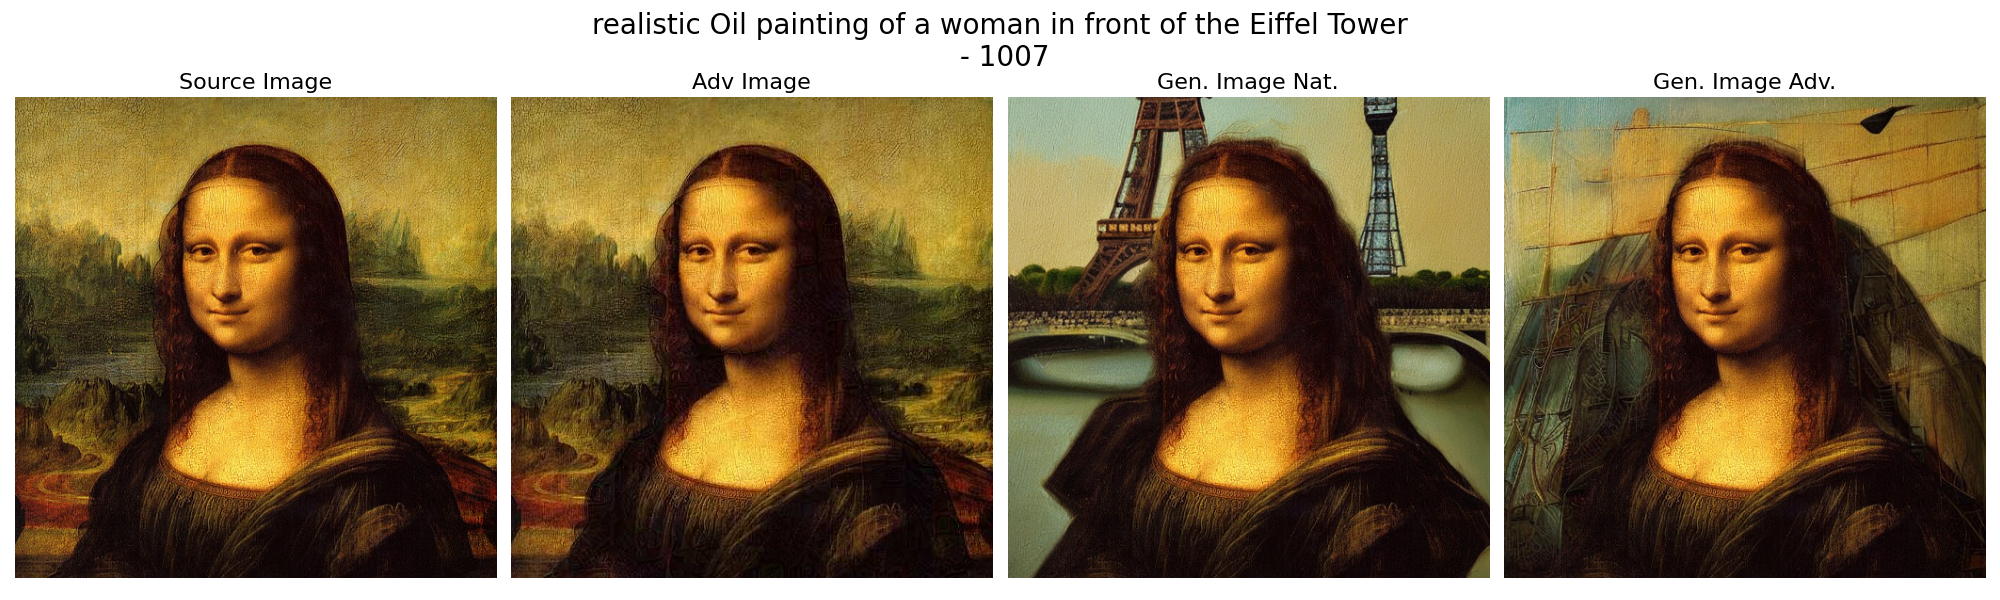 realistic Oil painting of a woman in front of the Eiffel Tower
- 1007
Source Image
Adv Image
Gen. Image Nat.
Gen. Image Adv.